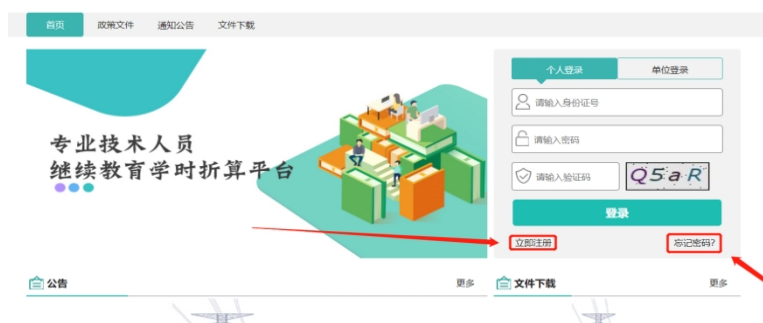 首页 政策文件 通知公告 文件下载
专业技术人员
继续教育学时折算平台
个人登录 单位登录
请输入身份证号
请输入密码
请输入验证码 Q5aR
登录
立即注册 忘记密码?
公告 更多 文件下载 更多